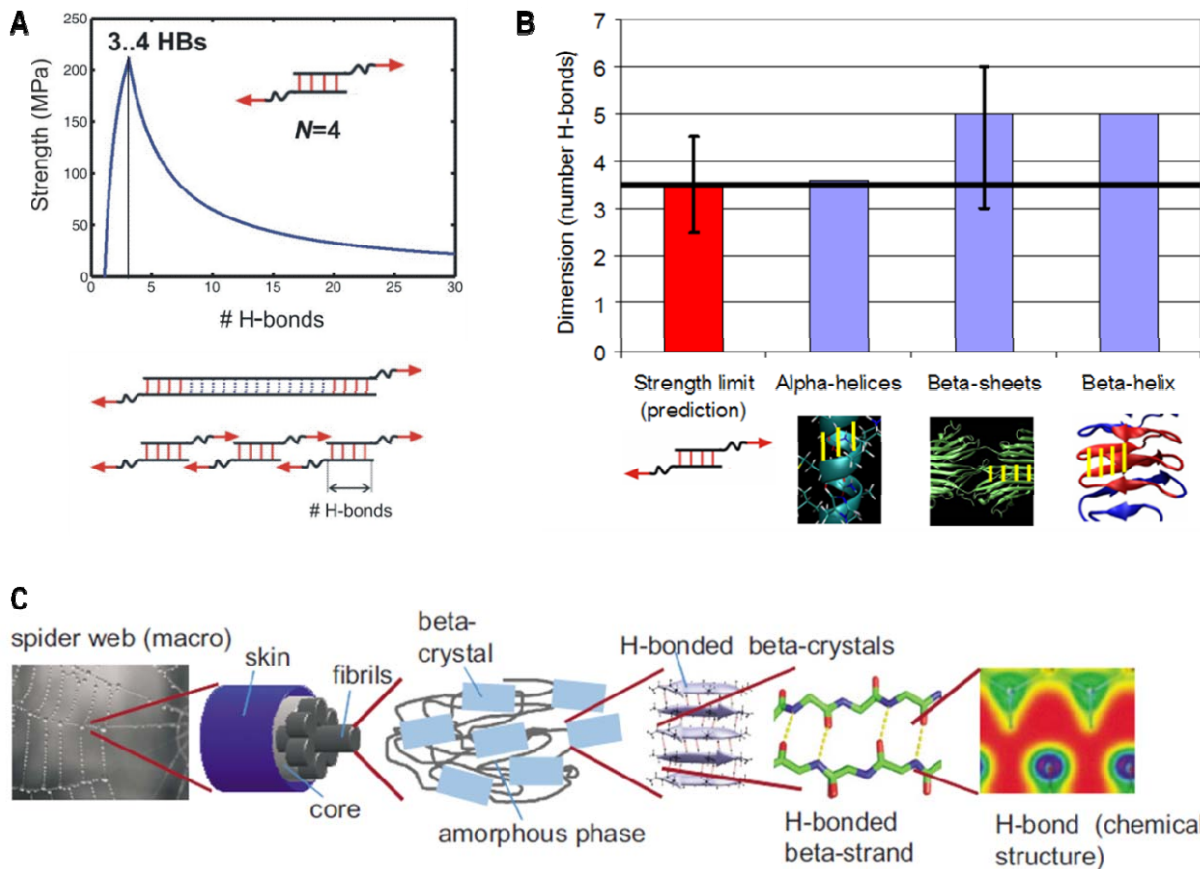 A
3..4 HBs
250
200
150
100
50
0
Strength (MPa)
N=4
0 5 10 15 20 25 30
# H-bonds
# H-bonds
B
7
6
5
4
3
2
1
0
Dimension (number H-bonds)
Strength limit
(prediction)
Alpha-helices
Beta-sheets
Beta-helix
C
spider web (macro)
skin
fibrils
core
beta-
crystal
amorphous phase
H-bonded beta-crystals
H-bonded
beta-strand
H-bond (chemical
structure)